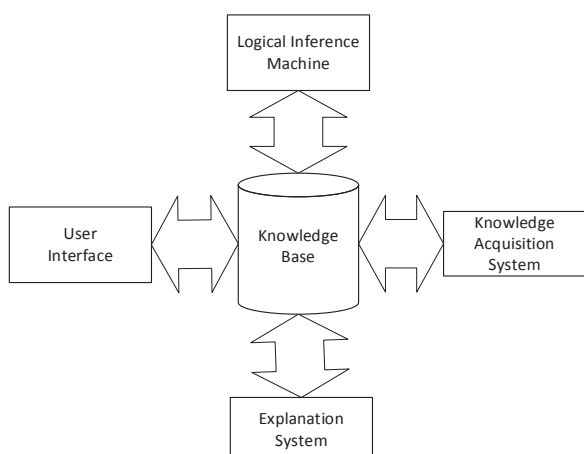 Logical Inference
Machine
User
Interface
Knowledge
Base
Knowledge
Acquisition
System
Explanation
System